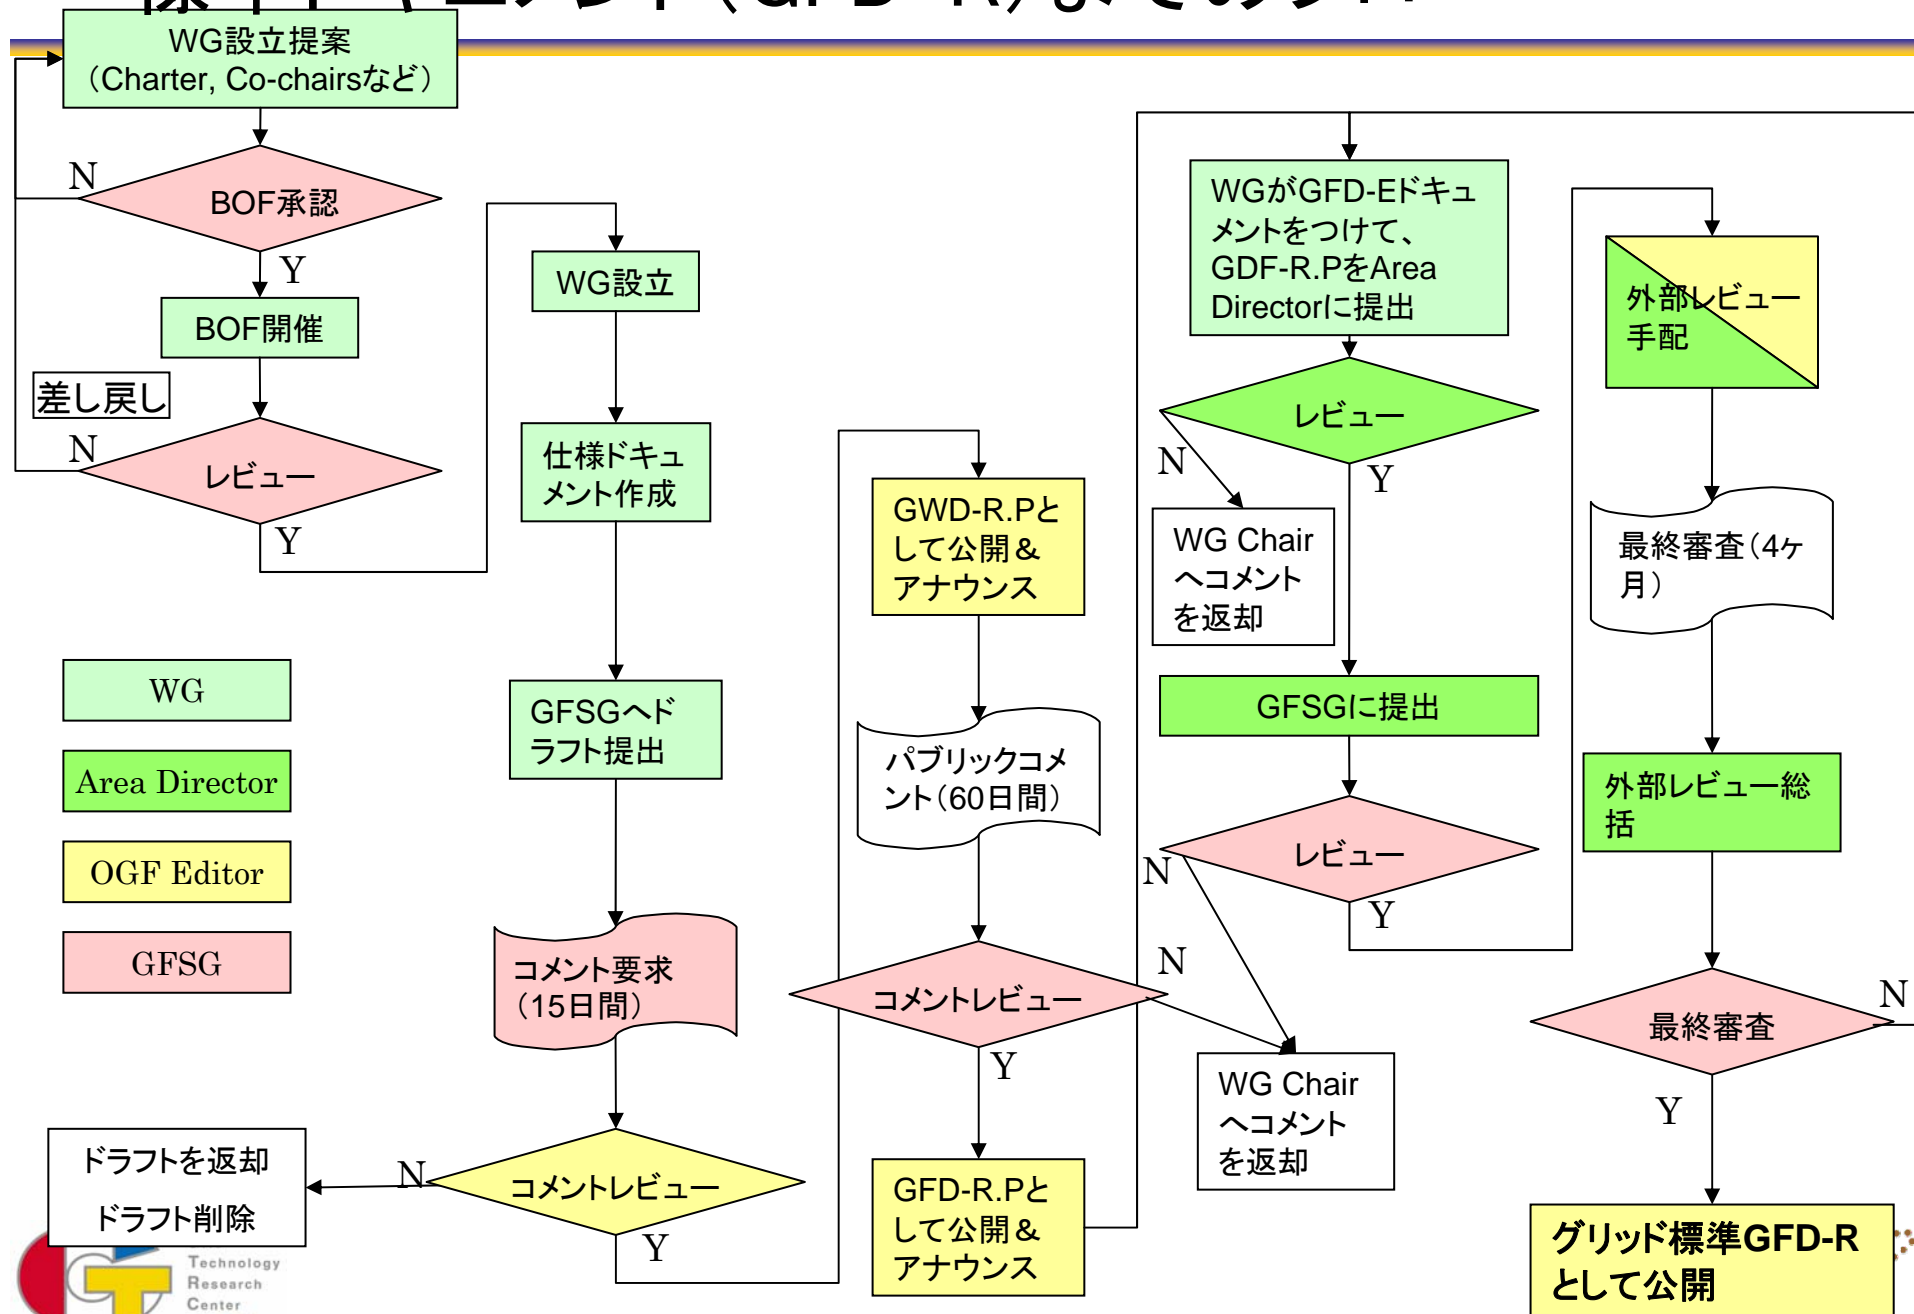 WG設立提案
（Charter, Co-chairsなど）
N
BOF承認
Y
BOF開催
差し戻し
N
レビュー
Y
WG
Area Director
OGF Editor
GFSG
WG設立
仕様ドキュ
メント作成
GFSGへド
ラフト提出
コメント要求
（15日間）
コメントレビュー
N
Y
ドラフトを返却
ドラフト削除
GWD-R.Pと
して公開＆
アナウンス
パブリックコメ
ント（60日間）
コメントレビュー
N
Y
GFD-R.Pと
して公開＆
アナウンス
WGがGFD-Eドキュ
メントをつけて、
GDF-R.PをArea
Directorに提出
レビュー
N
Y
WG Chair
へコメント
を返却
GFSGに提出
レビュー
N
Y
WG Chair
へコメント
を返却
外部レビュー
手配
最終審査（4ヶ
月）
外部レビュー総
括
最終審査
N
Y
グリッド標準GFD-R
として公開
Technology
Research
Center